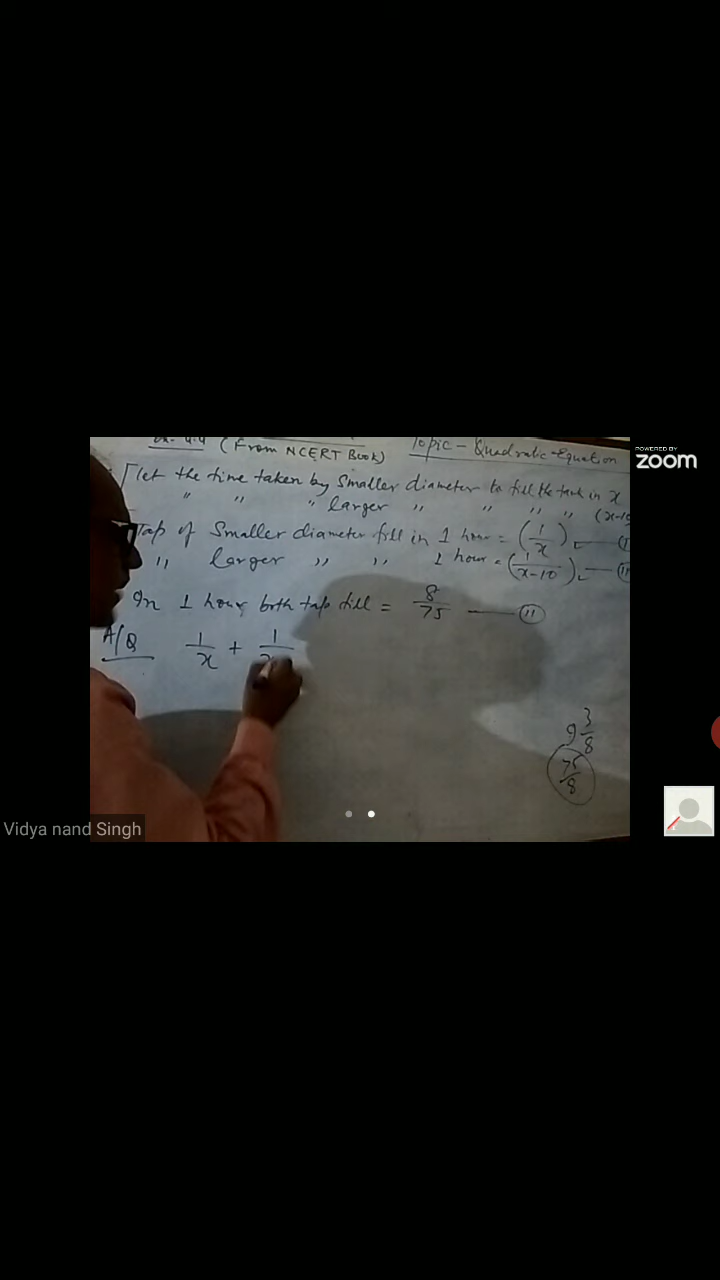 (From NCERT Book) Topic - Quadratic-Equation
POWERED BY
zoom
let the time taken by Smaller diameter to fill the tank in x
" " " larger " " " " (x-10
Tap of Smaller diameter fill in 1 hour = (1/x)
" larger " " 1 hour = (1/x-10)
In 1 hour both tap fill = 8/75 — (II)
A/Q 1/x + 1/
9 3/8
75/8
Vidya nand Singh